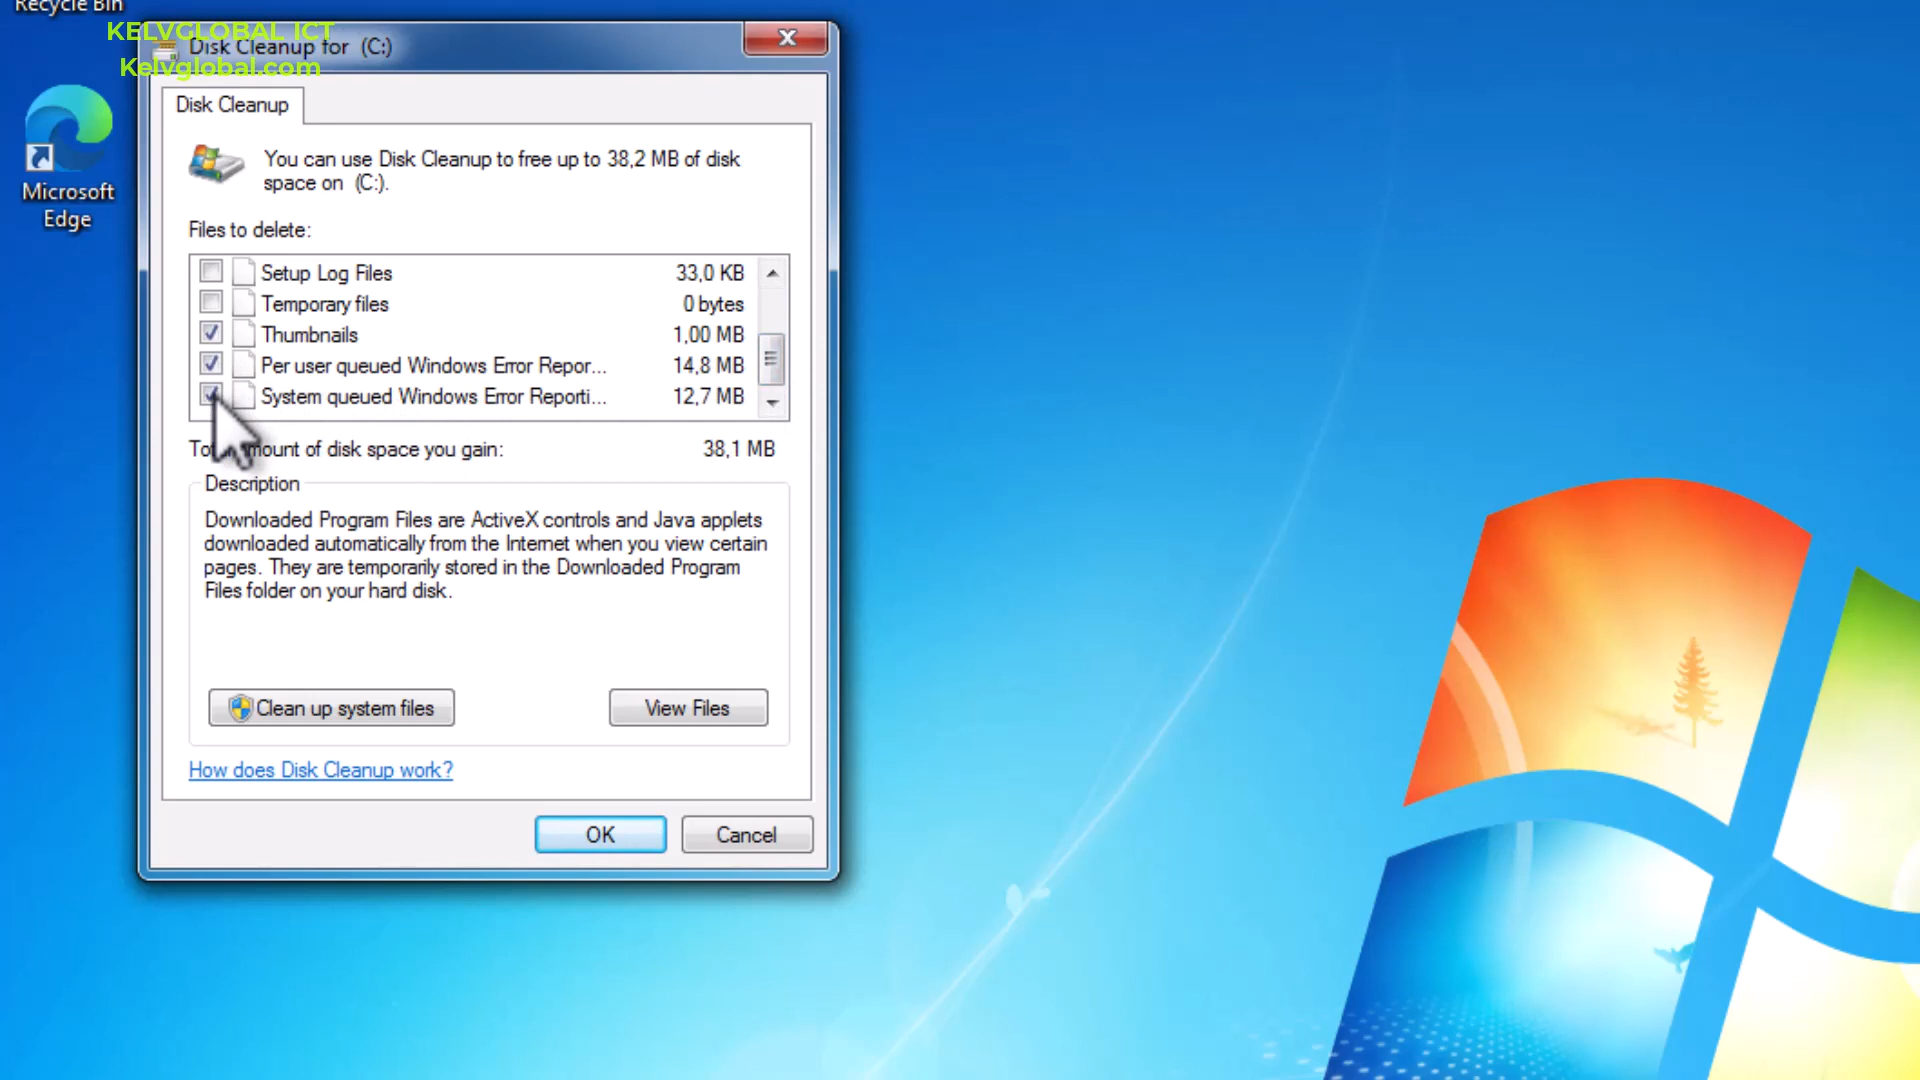 Recycle Bin
KELVGLOBAL ICT
Kelvglobal.com
Disk Cleanup for (C:)
Microsoft
Edge
Disk Cleanup
You can use Disk Cleanup to free up to 38,2 MB of disk
space on (C:).
Files to delete:
Setup Log Files 33,0 KB
Temporary files 0 bytes
Thumbnails 1,00 MB
Per user queued Windows Error Repor... 14,8 MB
System queued Windows Error Reporti... 12,7 MB
Total amount of disk space you gain: 38,1 MB
Description
Downloaded Program Files are ActiveX controls and Java applets
downloaded automatically from the Internet when you view certain
pages. They are temporarily stored in the Downloaded Program
Files folder on your hard disk.
Clean up system files
View Files
How does Disk Cleanup work?
OK
Cancel